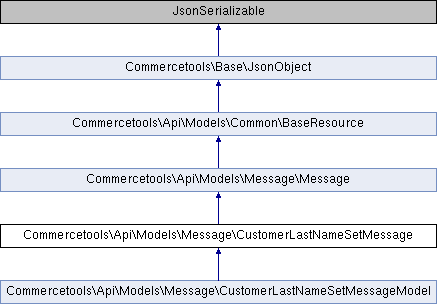 JsonSerializable
Commercetools\Base\JsonObject
Commercetools\Api\Models\Common\BaseResource
Commercetools\Api\Models\Message\Message
Commercetools\Api\Models\Message\CustomerLastNameSetMessage
Commercetools\Api\Models\Message\CustomerLastNameSetMessageModel